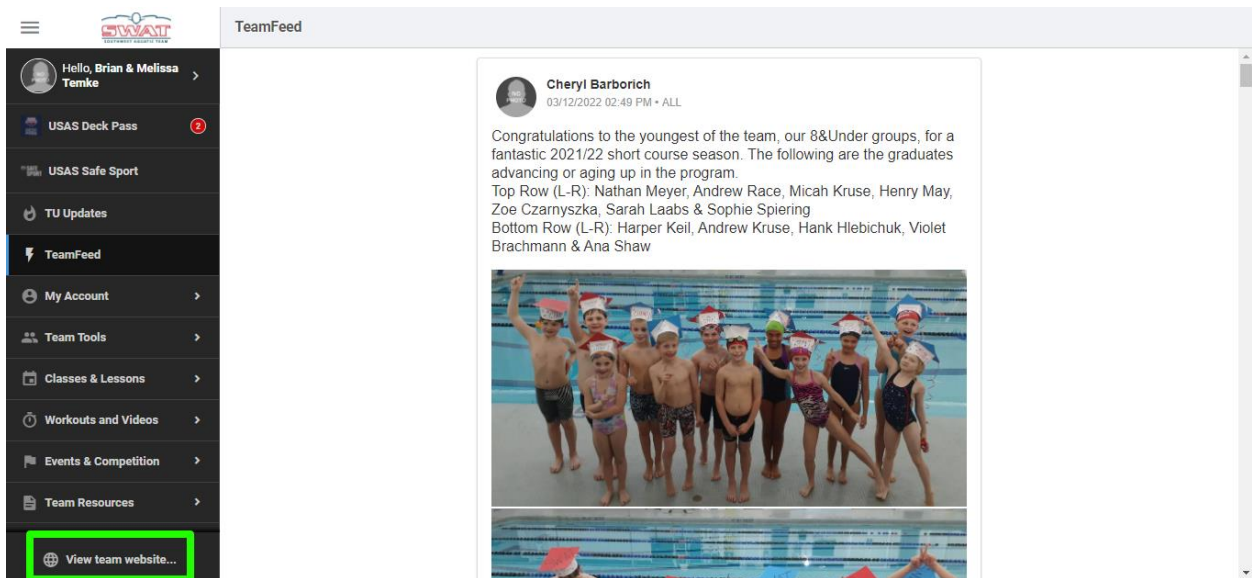 SWAT
SOUTHWEST AQUATIC TEAM
TeamFeed
Hello, Brian & Melissa
Temke
USAS Deck Pass
2
USAS Safe Sport
TU Updates
TeamFeed
My Account
Team Tools
Classes & Lessons
Workouts and Videos
Events & Competition
Team Resources
View team website...
NO
PHOTO
Cheryl Barborich
03/12/2022 02:49 PM • ALL
Congratulations to the youngest of the team, our 8&Under groups, for a
fantastic 2021/22 short course season. The following are the graduates
advancing or aging up in the program.
Top Row (L-R): Nathan Meyer, Andrew Race, Micah Kruse, Henry May,
Zoe Czarnyszka, Sarah Laabs & Sophie Spiering
Bottom Row (L-R): Harper Keil, Andrew Kruse, Hank Hlebichuk, Violet
Brachmann & Ana Shaw